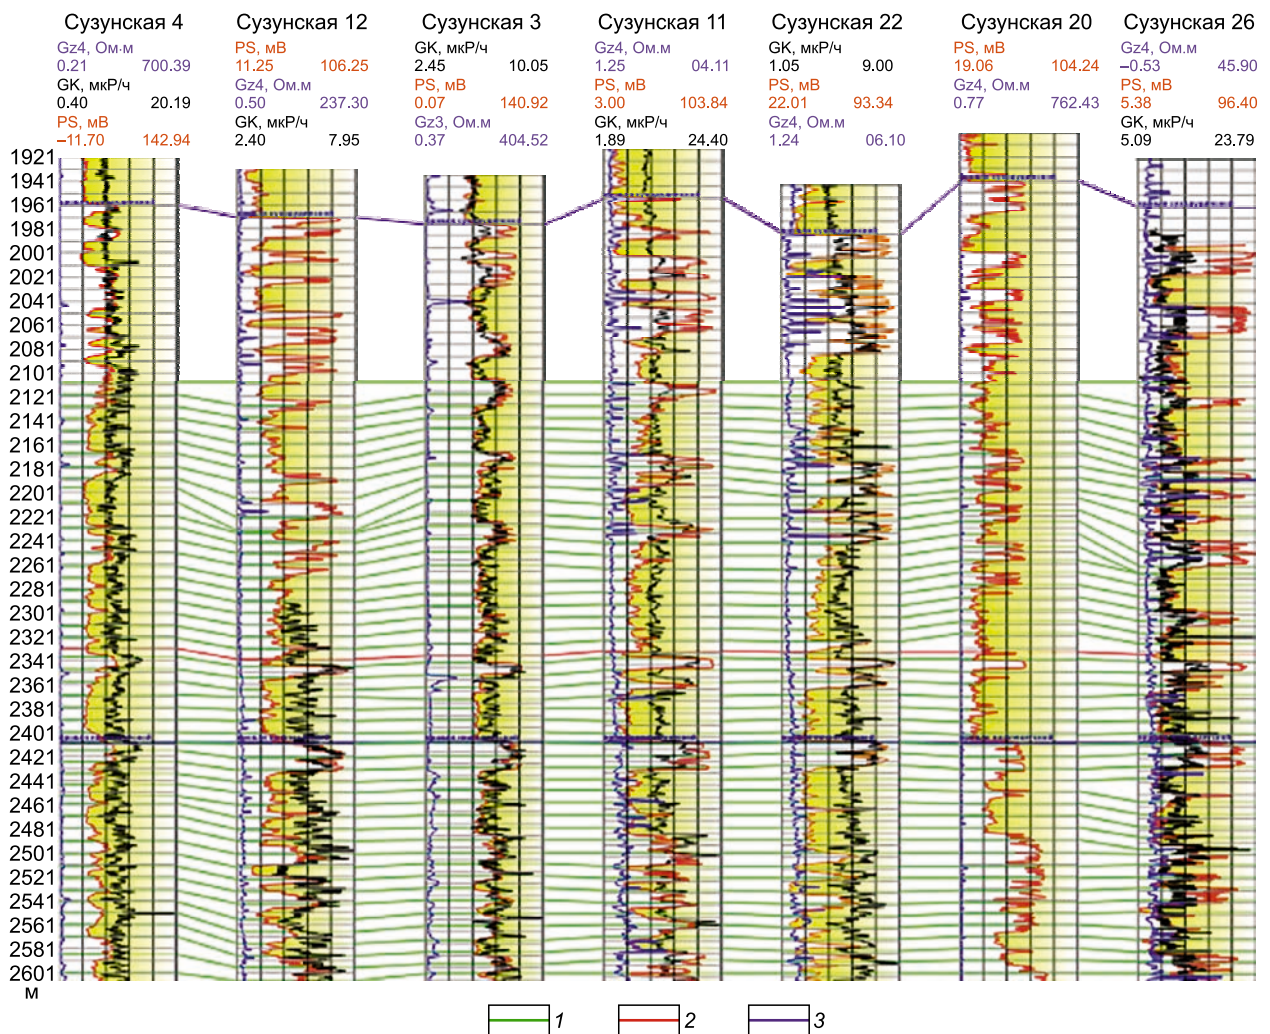 Сузунская 4
Gz4, Ом·м
0.21 700.39
GK, мкР/ч
0.40 20.19
PS, мВ
–11.70 142.94
Сузунская 12
PS, мВ
11.25 106.25
Gz4, Ом.м
0.50 237.30
GK, мкР/ч
2.40 7.95
Сузунская 3
GK, мкР/ч
2.45 10.05
PS, мВ
0.07 140.92
Gz3, Ом.м
0.37 404.52
Сузунская 11
Gz4, Ом.м
1.25 04.11
PS, мВ
3.00 103.84
GK, мкР/ч
1.89 24.40
Сузунская 22
GK, мкР/ч
1.05 9.00
PS, мВ
22.01 93.34
Gz4, Ом.м
1.24 06.10
Сузунская 20
PS, мВ
19.06 104.24
Gz4, Ом.м
0.77 762.43
Сузунская 26
Gz4, Ом.м
–0.53 45.90
PS, мВ
5.38 96.40
GK, мкР/ч
5.09 23.79
1921
1941
1961
1981
2001
2021
2041
2061
2081
2101
2121
2141
2161
2181
2201
2221
2241
2261
2281
2301
2321
2341
2361
2381
2401
2421
2441
2461
2481
2501
2521
2541
2561
2581
2601
м
1 2 3